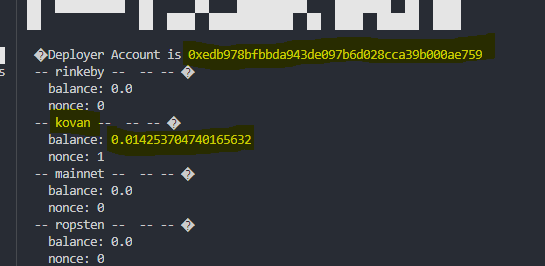 �Deployer Account is 0xedb978bfbbda943de097b6d028cca39b000ae759
s
-- rinkeby -- -- -- �
balance: 0.0
nonce: 0
-- kovan -- -- -- �
balance: 0.014253704740165632
nonce: 1
-- mainnet -- -- -- �
balance: 0.0
nonce: 0
-- ropsten -- -- -- �
balance: 0.0
nonce: 0